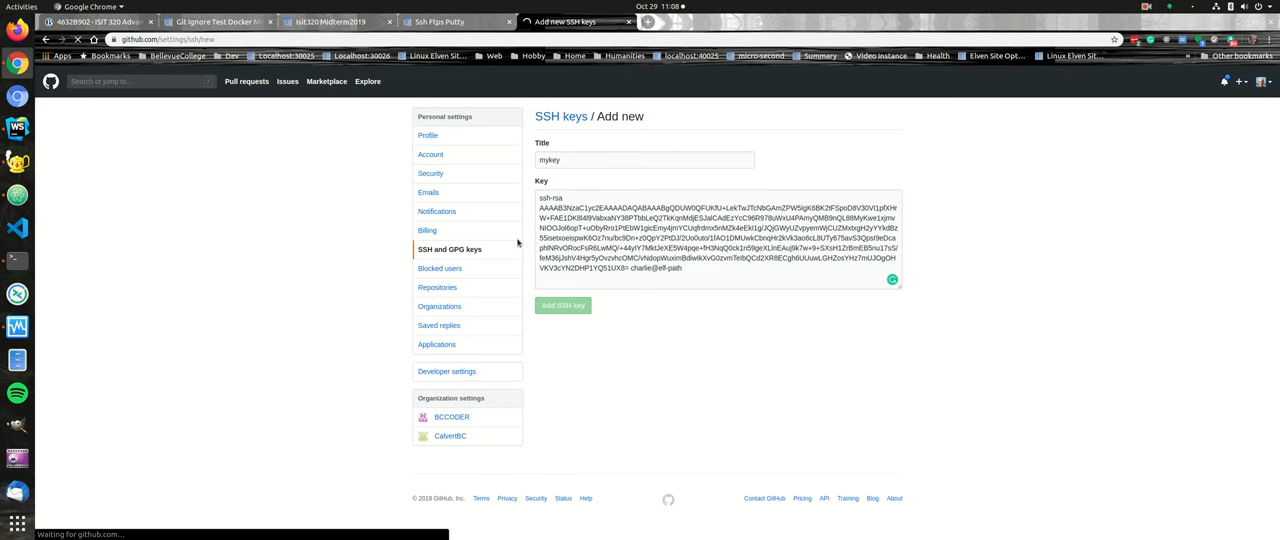 Activities
Google Chrome
Oct 29 11:08
4632B902 - ISIT 320 Advan
Git Ignore Test Docker Mi
Isit320 Midterm2019
Ssh Ftps Putty
Add new SSH keys
github.com/settings/ssh/new
Apps
Bookmarks
BellevueCollege
Dev
Localhost:30025
Localhost:30026
Linux Elven Sit...
Web
Hobby
Home
Humanities
localhost:40025
micro-second
Summary
Video Instance
Health
Elven Site Opt...
Linux Elven Sit...
»
Other bookmarks
Search or jump to...
/
Pull requests
Issues
Marketplace
Explore
Personal settings
Profile
Account
Security
Emails
Notifications
Billing
SSH and GPG keys
Blocked users
Repositories
Organizations
Saved replies
Applications
Developer settings
Organization settings
BCCODER
CalvertBC
SSH keys / Add new
Title
mykey
Key
ssh-rsa
charlie@elf-path
Add SSH key
© 2019 GitHub, Inc.
Terms
Privacy
Security
Status
Help
Contact GitHub
Pricing
API
Training
Blog
About
Waiting for github.com...